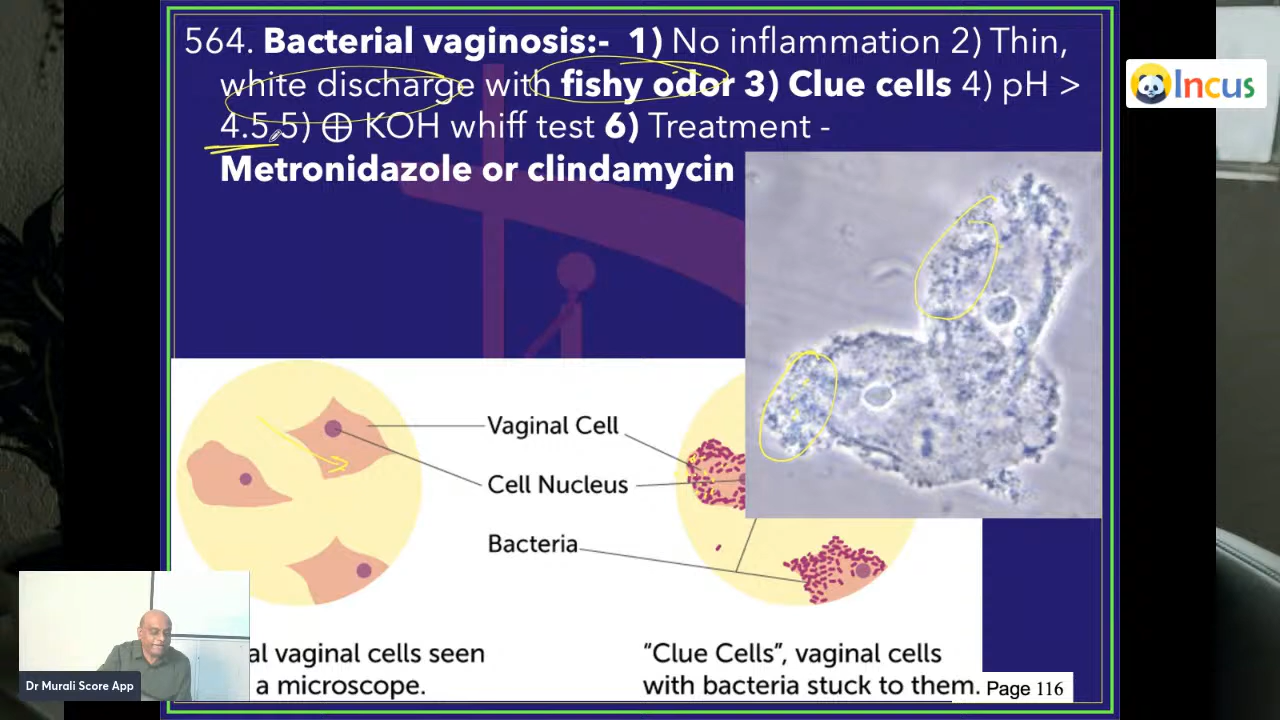 564. Bacterial vaginosis:- 1) No inflammation 2) Thin,
white discharge with fishy odor 3) Clue cells 4) pH >
4.5 5) ⊕ KOH whiff test 6) Treatment -
Metronidazole or clindamycin
Incus
Vaginal Cell
Cell Nucleus
Bacteria
al vaginal cells seen
a microscope.
"Clue Cells", vaginal cells
with bacteria stuck to them.
Page 116
Dr Murali Score App